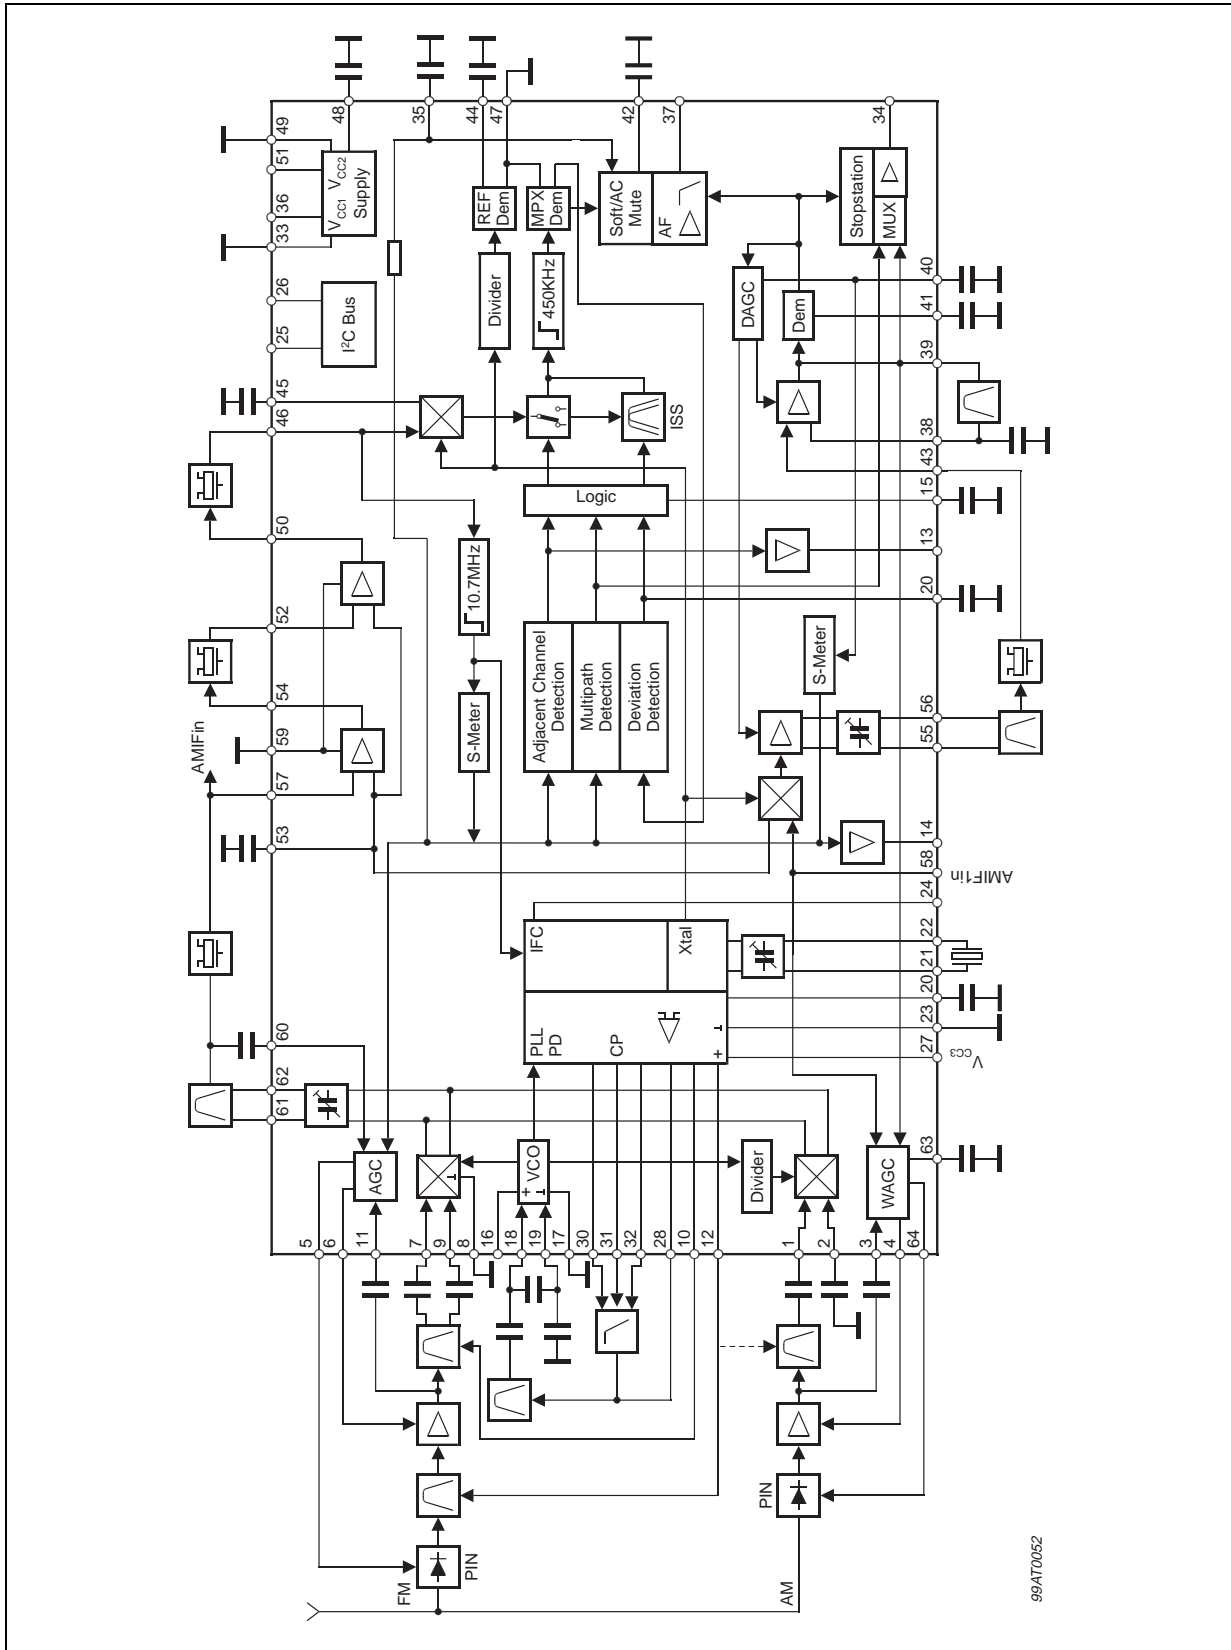 48
35
44
47
42
37
34
49
51
36
33
26
25
45
46
50
52
54
59
57
53
60
62
61
40
41
39
38
43
15
13
20
56
55
14
58
24
22
21
20
23
27
63
5
6
11
7
9
8
16
18
19
17
30
31
32
28
10
12
1
2
3
4
64
VCC1 VCC2
Supply
I²C Bus
REF
Dem
MPX
Dem
Divider
450KHz
Soft/AC
Mute
AF
Stopstation
MUX
DAGC
Dem
ISS
Logic
10.7MHz
S-Meter
Adjacent Channel
Detection
Multipath
Detection
Deviation
Detection
S-Meter
AMIFin
AMIF1in
IFC
Xtal
PLL
PD
CP
+
VCC3
AGC
+
VCO
Divider
WAGC
FM
PIN
AM
PIN
99AT0052